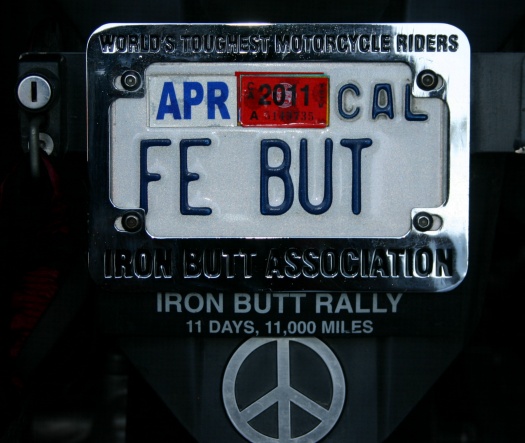 WORLD'S TOUGHEST MOTORCYCLE RIDERS
APR 2011 CAL
FE BUT
IRON BUTT ASSOCIATION
IRON BUTT RALLY
11 DAYS, 11,000 MILES